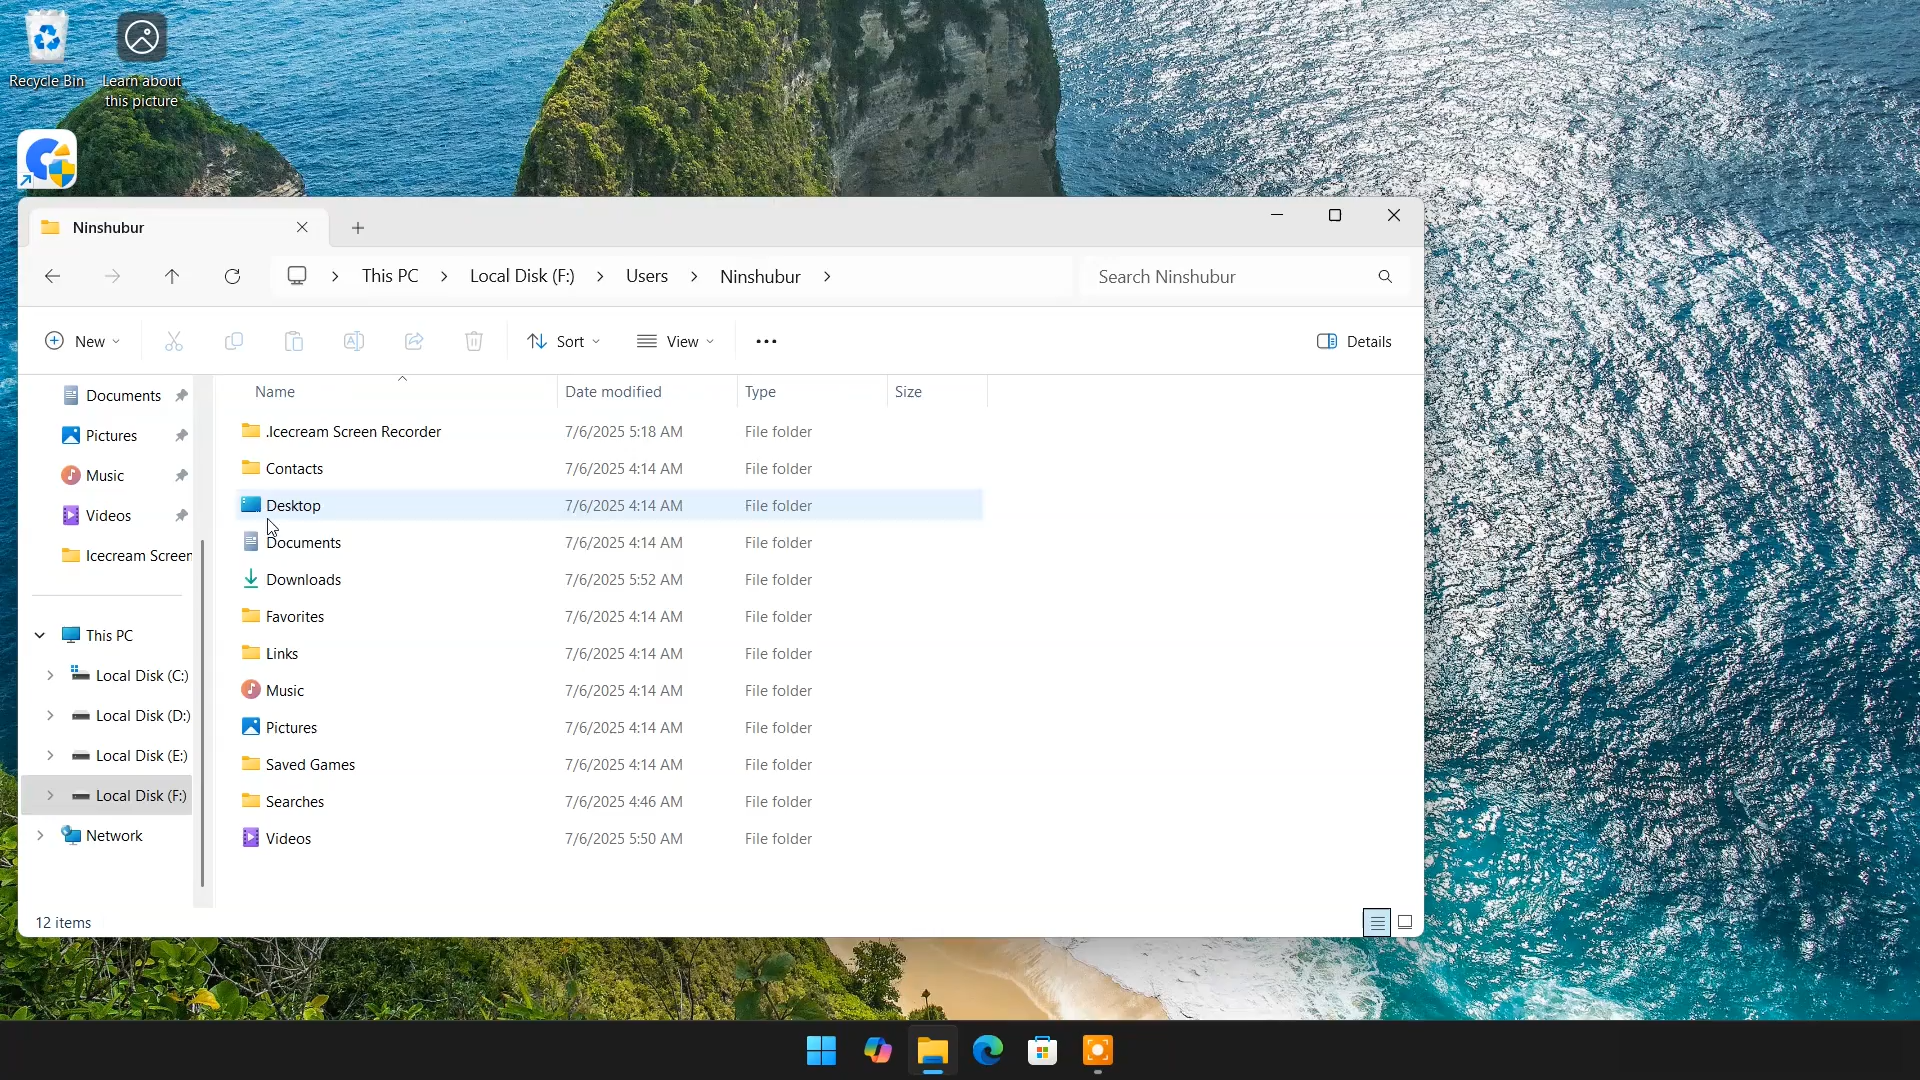 Recycle Bin
Learn about
this picture
Ninshubur
This PC
Local Disk (F:)
Users
Ninshubur
Search Ninshubur
New
Sort
View
Details
Documents
Pictures
Music
Videos
Icecream Screen
This PC
Local Disk (C:)
Local Disk (D:)
Local Disk (E:)
Local Disk (F:)
Network
Name Date modified Type Size
.Icecream Screen Recorder 7/6/2025 5:18 AM File folder
Contacts 7/6/2025 4:14 AM File folder
Desktop 7/6/2025 4:14 AM File folder
Documents 7/6/2025 4:14 AM File folder
Downloads 7/6/2025 5:52 AM File folder
Favorites 7/6/2025 4:14 AM File folder
Links 7/6/2025 4:14 AM File folder
Music 7/6/2025 4:14 AM File folder
Pictures 7/6/2025 4:14 AM File folder
Saved Games 7/6/2025 4:14 AM File folder
Searches 7/6/2025 4:46 AM File folder
Videos 7/6/2025 5:50 AM File folder
12 items